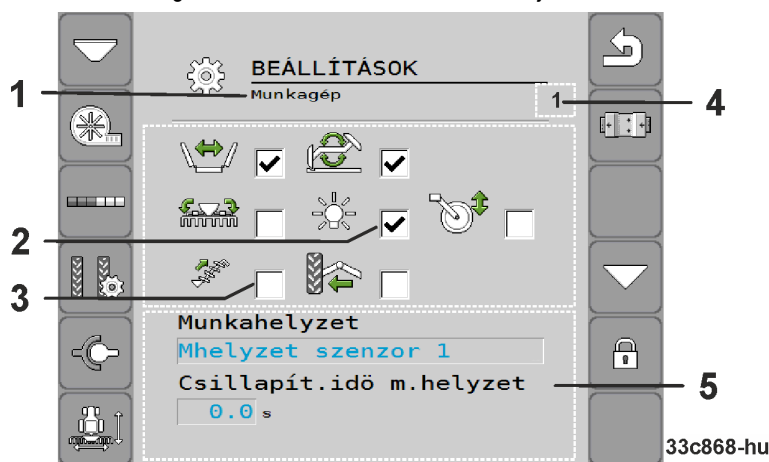 BEÁLLÍTÁSOK
1 Munkagép 1 4
2
3
Munkahelyzet
Mhelyzet szenzor 1
Csillapít.idö m.helyzet
5
0.0 s
33c868-hu